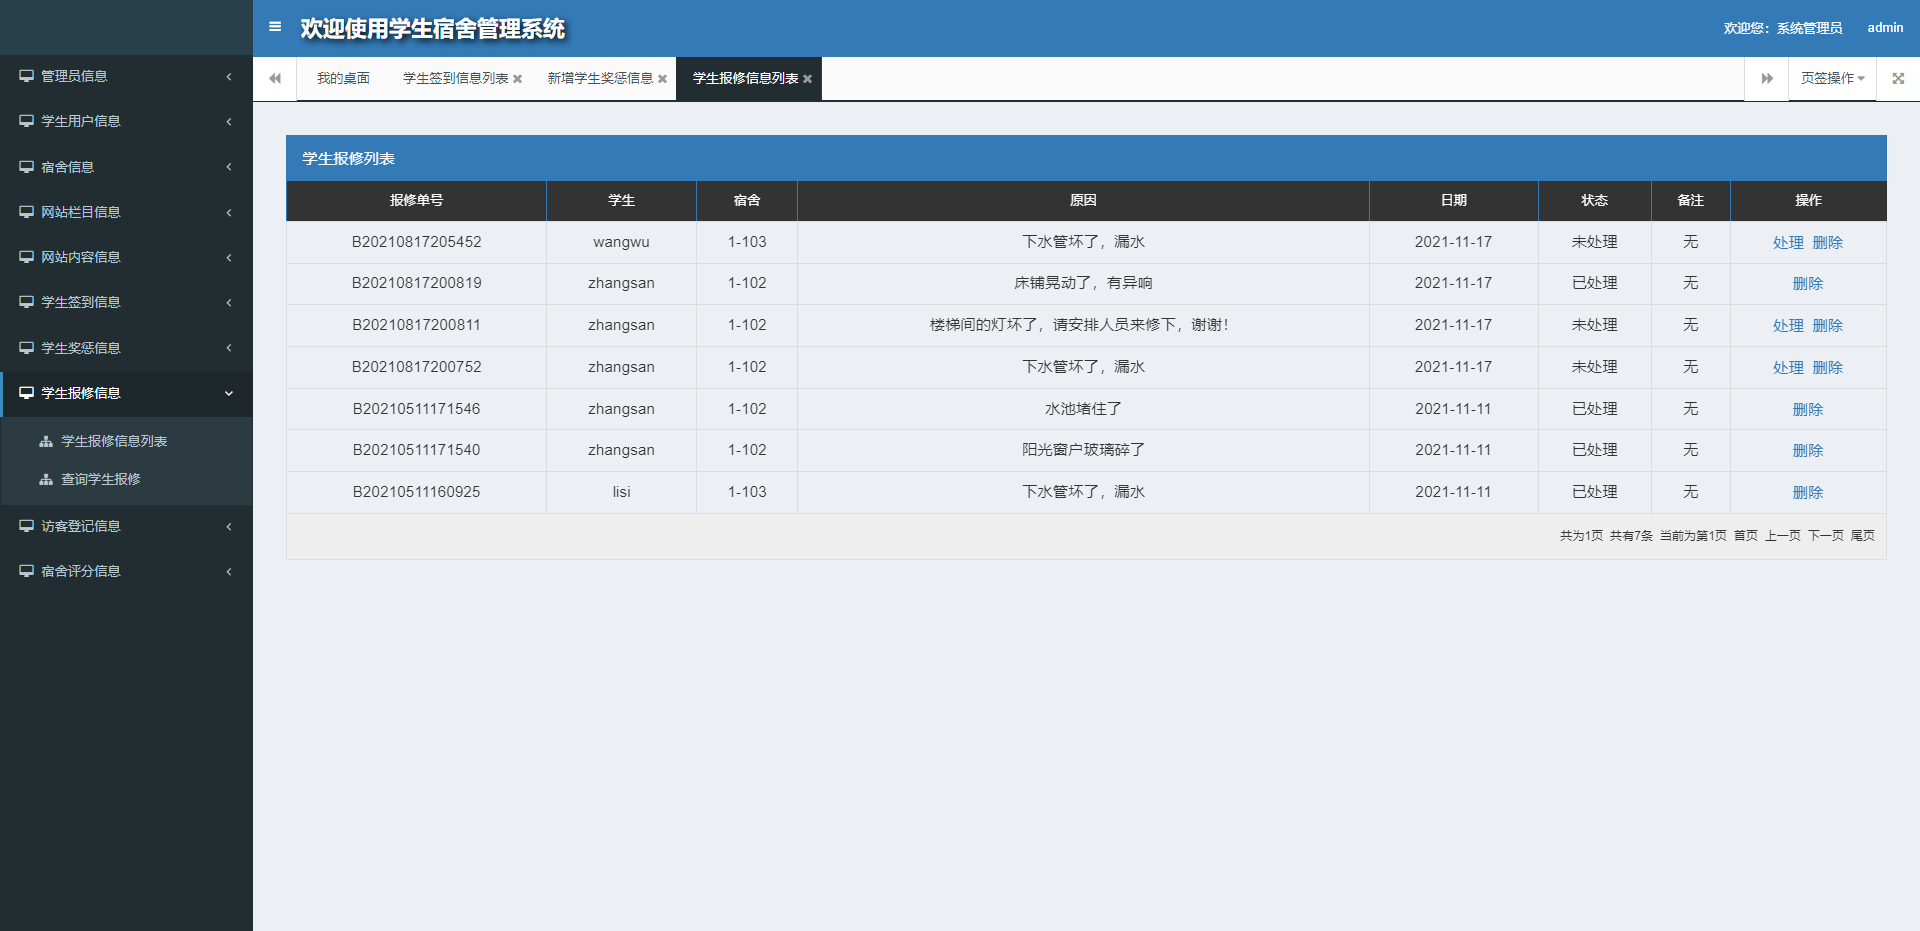 欢迎使用学生宿舍管理系统
欢迎您：系统管理员 admin
我的桌面 学生签到信息列表 新增学生奖惩信息 学生报修信息列表 页签操作
管理员信息
学生用户信息
宿舍信息
网站栏目信息
网站内容信息
学生签到信息
学生奖惩信息
学生报修信息
学生报修信息列表
查询学生报修
访客登记信息
宿舍评分信息
学生报修列表
报修单号 学生 宿舍 原因 日期 状态 备注 操作
B20210817205452 wangwu 1-103 下水管坏了，漏水 2021-11-17 未处理 无 处理 删除
B20210817200819 zhangsan 1-102 床铺晃动了，有异响 2021-11-17 已处理 无 删除
B20210817200811 zhangsan 1-102 楼梯间的灯坏了，请安排人员来修下，谢谢！ 2021-11-17 未处理 无 处理 删除
B20210817200752 zhangsan 1-102 下水管坏了，漏水 2021-11-17 未处理 无 处理 删除
B20210511171546 zhangsan 1-102 水池堵住了 2021-11-11 已处理 无 删除
B20210511171540 zhangsan 1-102 阳光窗户玻璃碎了 2021-11-11 已处理 无 删除
B20210511160925 lisi 1-103 下水管坏了，漏水 2021-11-11 已处理 无 删除
共为1页 共有7条 当前为第1页 首页 上一页 下一页 尾页